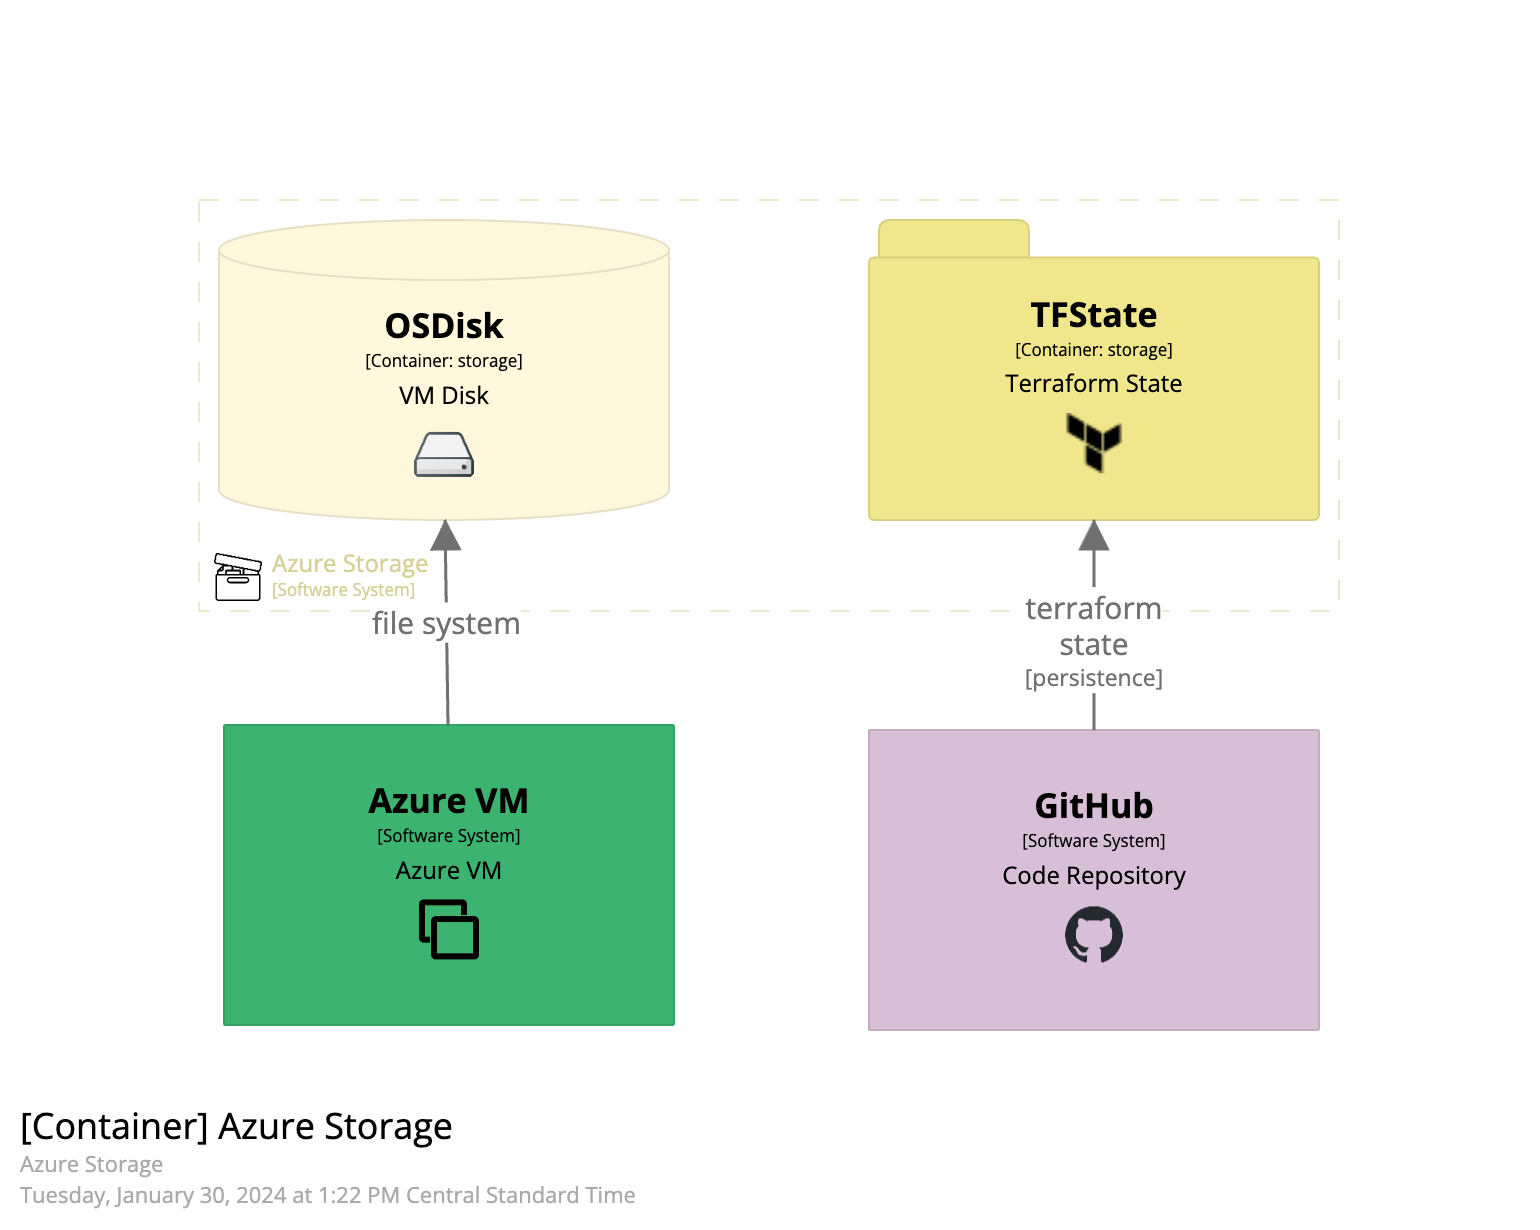 OSDisk
[Container: storage]
VM Disk
TFState
[Container: storage]
Terraform State
Azure Storage
[Software System]
file system
terraform
state
[persistence]
Azure VM
[Software System]
Azure VM
GitHub
[Software System]
Code Repository
[Container] Azure Storage
Azure Storage
Tuesday, January 30, 2024 at 1:22 PM Central Standard Time